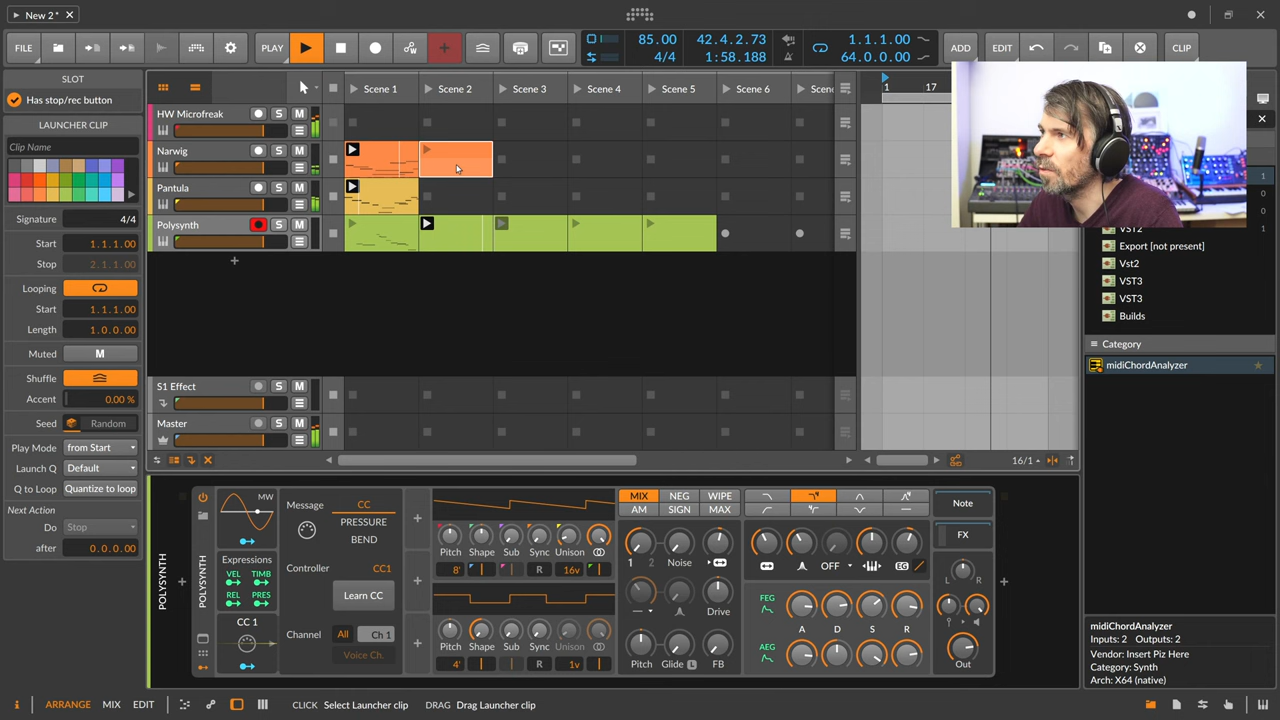 New 2*
FILE
PLAY
85.00
4/4
42.4.2.73
1:58.188
1.1.1.00
64.0.0.00
ADD
EDIT
CLIP
SLOT
Has stop/rec button
LAUNCHER CLIP
Clip Name
Signature 4/4
Start 1.1.1.00
Stop 2.1.1.00
Looping
Start 1.1.1.00
Length 1.0.0.00
Muted M
Shuffle
Accent 0.00 %
Seed Random
Play Mode from Start
Launch Q Default
Q to Loop Quantize to loop
Next Action
Do Stop
after 0.0.0.00
Scene 1 Scene 2 Scene 3 Scene 4 Scene 5 Scene 6
1 17
HW Microfreak S M
Narwig S M
Pantula S M
Polysynth S M
S1 Effect S M
Master S M
16/1
VST2
Export [not present]
Vst2
VST3
VST3
Builds
Category
midiChordAnalyzer
midiChordAnalyzer
Inputs: 2 Outputs: 2
Vendor: Insert Piz Here
Category: Synth
Arch: X64 (native)
POLYSYNTH
POLYSYNTH
MW
Expressions
VEL TIMB
REL PRES
CC 1
Message CC
PRESSURE
BEND
Controller CC1
Learn CC
Channel All Ch 1
Voice Ch.
Pitch Shape Sub Sync Unison
8' R 16v
Pitch Shape Sub Sync Unison
4' R 1v
MIX NEG WIPE
AM SIGN MAX
1 2 Noise
Drive
Pitch Glide L FB
OFF EG
FEG
A D S R
AEG
Note
FX
L R
Out
ARRANGE MIX EDIT
CLICK Select Launcher clip DRAG Drag Launcher clip